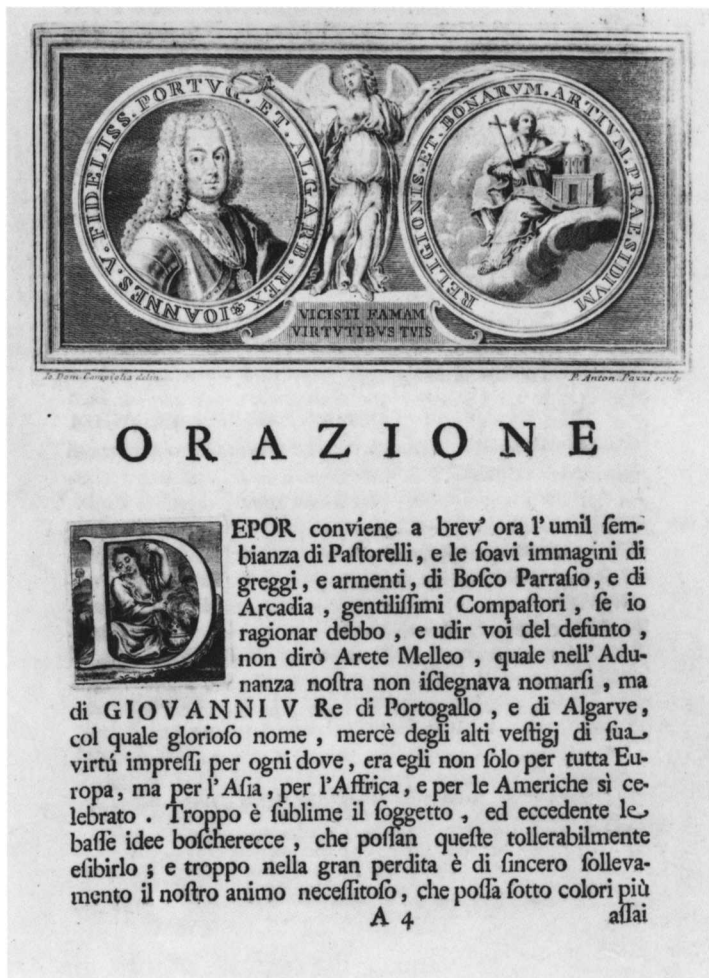 IOANNES. V. FIDELISS. PORTVG. ET. ALGARB. REX
RELIGIONIS. ET. BONARVM. ARTIVM. PRAESIDIVM
VICISTI FAMAM
VIRTVTIBVS TVIS
Io. Dom. Campiglia delin.
P. Anton. Pazzi sculp.
ORAZIONE
DEPOR conviene a brev' ora l' umil ſem-
bianza di Paſtorelli, e le ſoavi immagini di
greggi, e armenti, di Boſco Parraſio, e di
Arcadia, gentiliſſimi Compaſtori, ſe io
ragionar debbo, e udir voi del defunto,
non dirò Arete Melleo, quale nell' Adu-
nanza noſtra non iſdegnava nomarſi, ma
di GIOVANNI V Re di Portogallo, e di Algarve,
col quale glorioſo nome, mercè degli alti veſtigj di ſua
virtú impreſſi per ogni dove, era egli non ſolo per tutta Eu-
ropa, ma per l' Aſia, per l' Affrica, e per le Americhe sì ce-
lebrato. Troppo è ſublime il ſoggetto, ed eccedente le
baſſe idee boſcherecce, che poſſan queſte tollerabilmente
eſibirlo; e troppo nella gran perdita è di ſincero ſolleva-
mento il noſtro animo neceſſitoſo, che poſſa ſotto colori più
A 4
aſſai